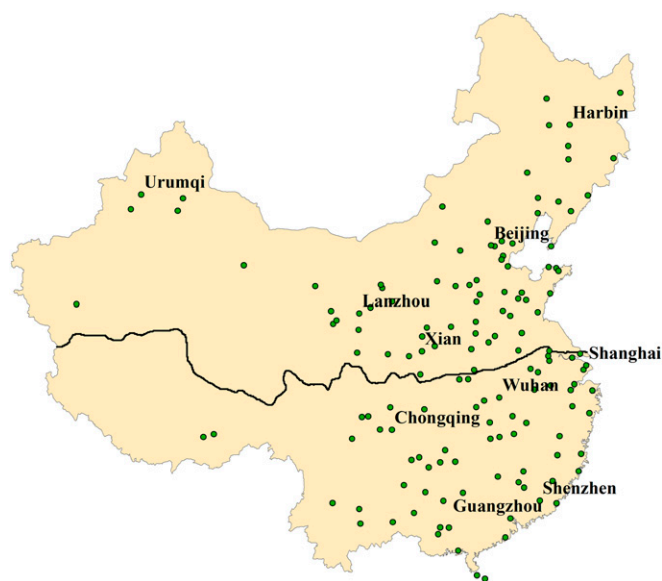 Harbin
Urumqi
Beijing
Lanzhou
Xian
Shanghai
Wuhan
Chongqing
Shenzhen
Guangzhou